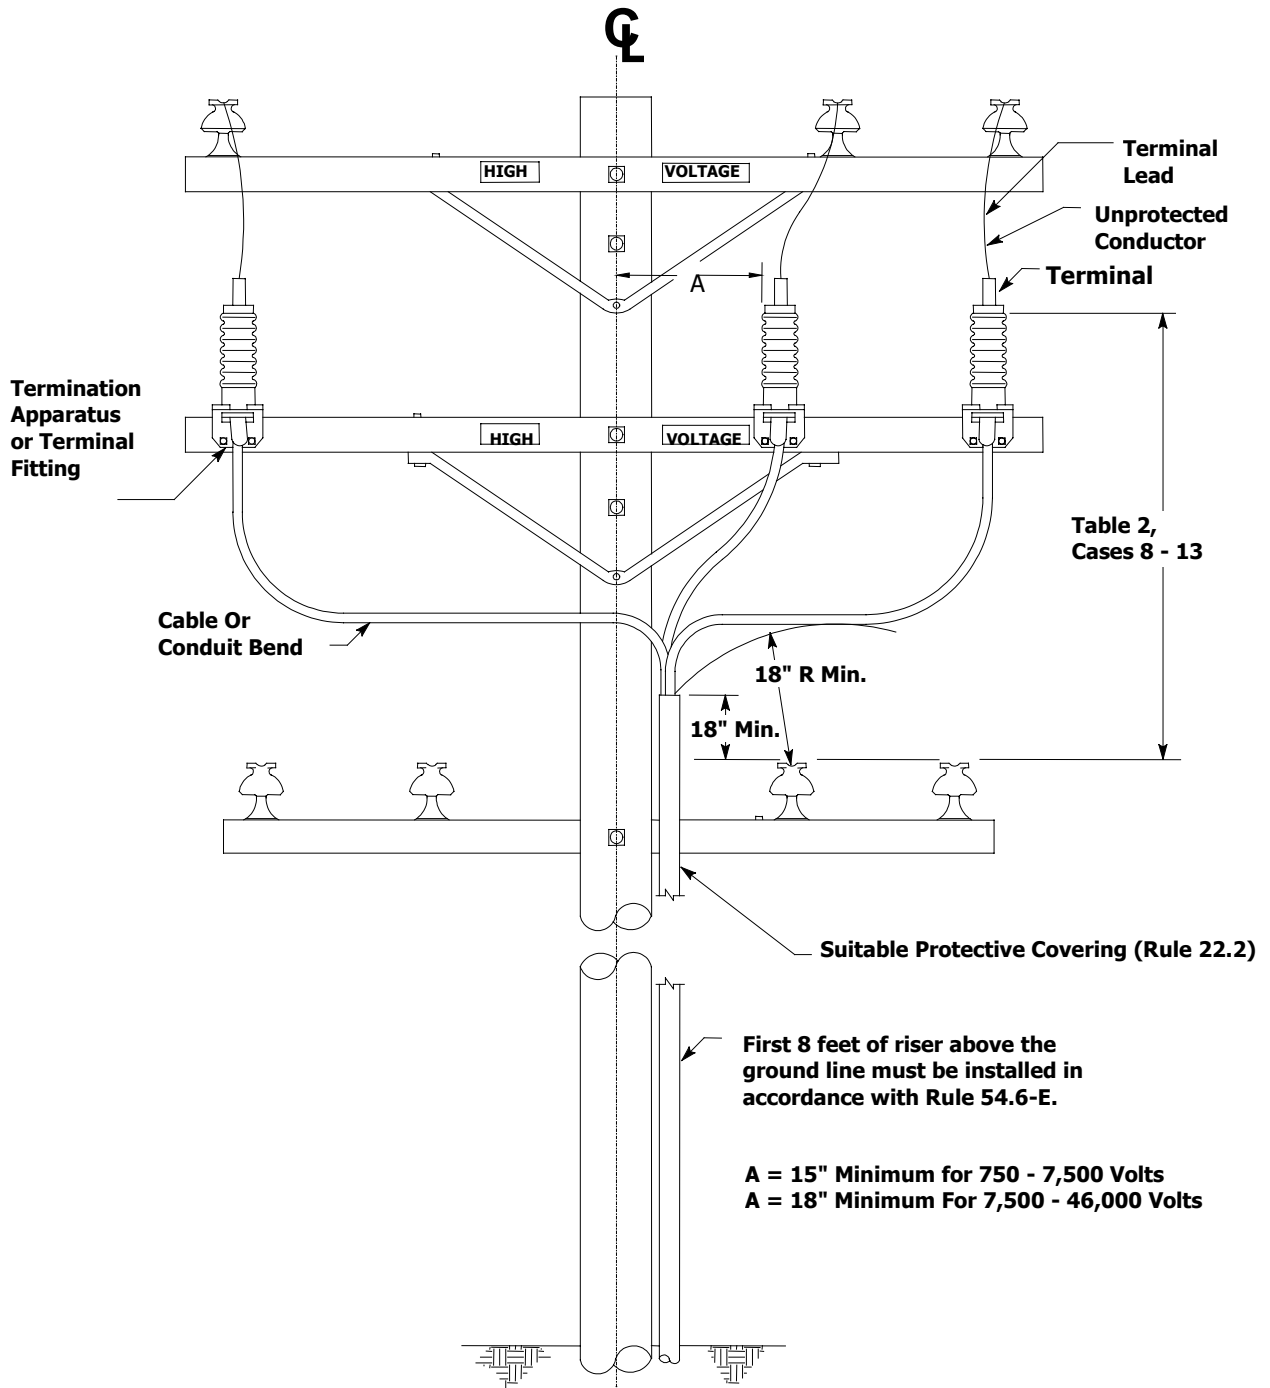 ℄
HIGH VOLTAGE
Terminal
Lead
Unprotected
Conductor
A
Terminal
Termination
Apparatus
or Terminal
Fitting
HIGH VOLTAGE
Table 2,
Cases 8 - 13
Cable Or
Conduit Bend
18" R Min.
18" Min.
Suitable Protective Covering (Rule 22.2)
First 8 feet of riser above the
ground line must be installed in
accordance with Rule 54.6-E.
A = 15" Minimum for 750 - 7,500 Volts
A = 18" Minimum For 7,500 - 46,000 Volts